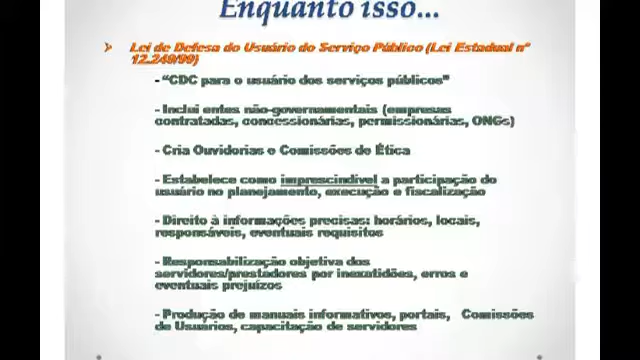 Enquanto isso...
Lei de Defesa do Usuário do Serviço Público (Lei Estadual nº
12.249/99)
- “CDC para o usuário dos serviços públicos”
- Inclui entes não-governamentais (empresas
contratadas, concessionárias, permissionárias, ONGs)
- Cria Ouvidorias e Comissões de Ética
- Estabelece como imprescindível a participação do
usuário no planejamento, execução e fiscalização
- Direito à informações precisas: horários, locais,
responsáveis, eventuais requisitos
- Responsabilização objetiva dos
servidores/prestadores por inexatidões, erros e
eventuais prejuízos
- Produção de manuais informativos, portais, Comissões
de Usuários, capacitação de servidores